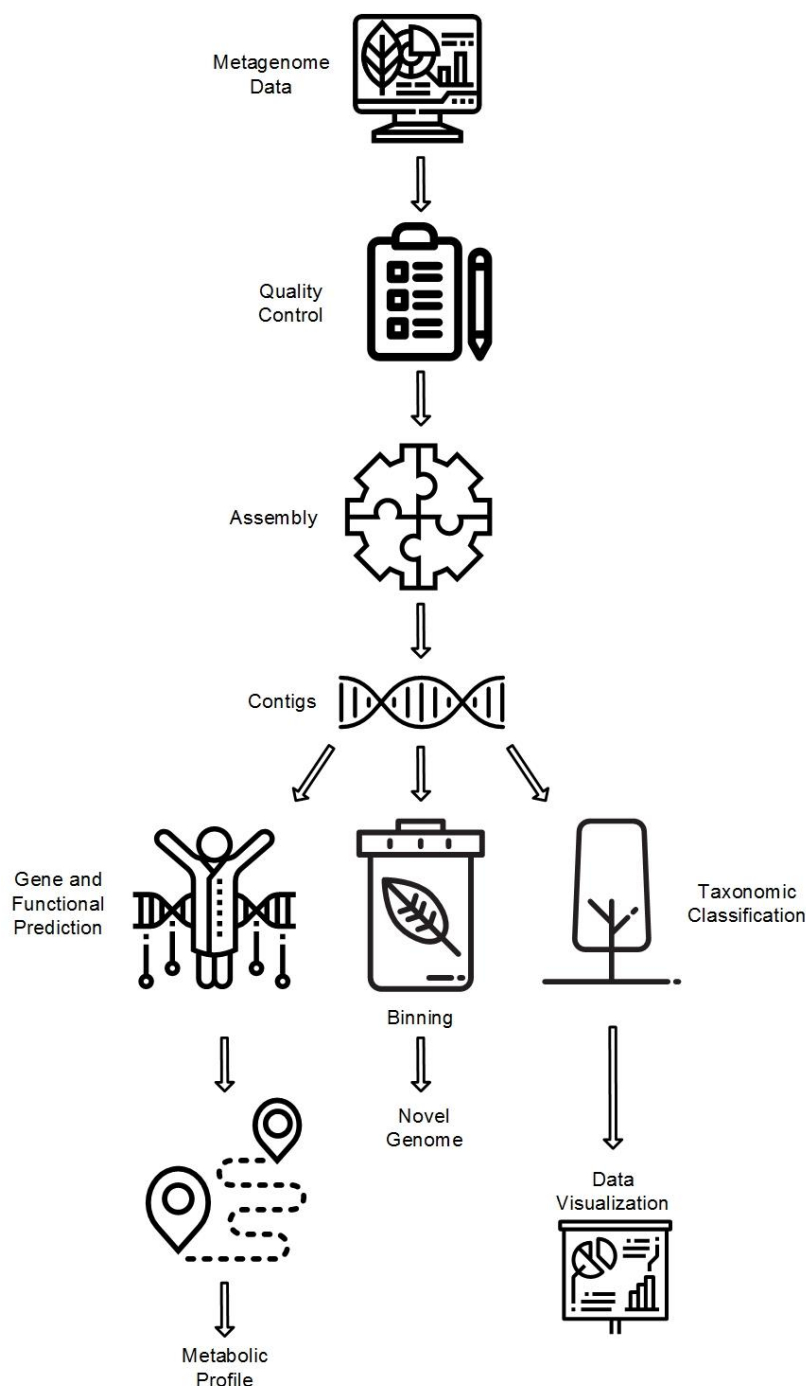 Metagenome
Data
Quality
Control
Assembly
Contigs
Gene and
Functional
Prediction
Binning
Taxonomic
Classification
Novel
Genome
Data
Visualization
Metabolic
Profile